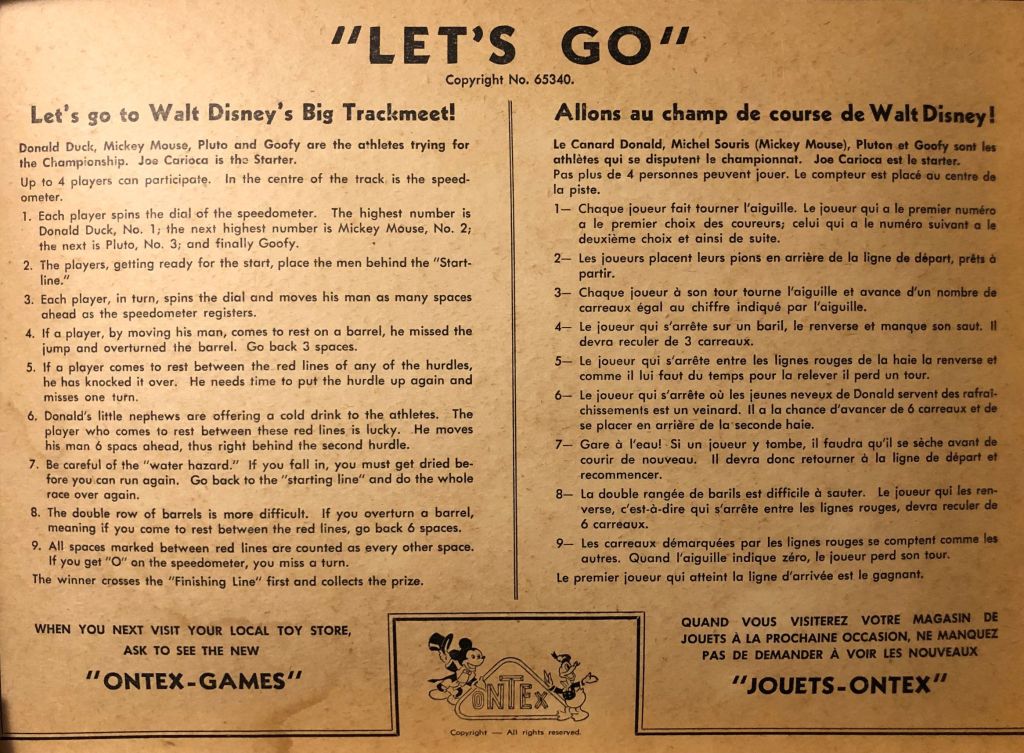 "LET'S GO"
Copyright No. 65340.
Let's go to Walt Disney's Big Trackmeet!
Donald Duck, Mickey Mouse, Pluto and Goofy are the athletes trying for
the Championship. Joe Carioca is the Starter.
Up to 4 players can participate. In the centre of the track is the speed-
ometer.
1. Each player spins the dial of the speedometer. The highest number is
Donald Duck, No. 1; the next highest number is Mickey Mouse, No. 2;
the next is Pluto, No. 3; and finally Goofy.
2. The players, getting ready for the start, place the men behind the "Start-
line."
3. Each player, in turn, spins the dial and moves his man as many spaces
ahead as the speedometer registers.
4. If a player, by moving his man, comes to rest on a barrel, he missed the
jump and overturned the barrel. Go back 3 spaces.
5. If a player comes to rest between the red lines of any of the hurdles,
he has knocked it over. He needs time to put the hurdle up again and
misses one turn.
6. Donald's little nephews are offering a cold drink to the athletes. The
player who comes to rest between these red lines is lucky. He moves
his man 6 spacs ahead, thus right behind the second hurdle.
7. Be careful of the "water hazard." If you fall in, you must get dried be-
fore you can run again. Go back to the "starting line" and do the whole
race over again.
8. The double row of barrels is more difficult. If you overturn a barrel,
meaning if you come to rest between the red lines, go back 6 spaces.
9. All spaces marked between red lines are counted as every other space.
If you get "O" on the speedometer, you miss a turn.
The winner crosses the "Finishing Line" first and collects the prize.
WHEN YOU NEXT VISIT YOUR LOCAL TOY STORE,
ASK TO SEE THE NEW
"ONTEX-GAMES"
Allons au champ de course de Walt Disney!
Le Canard Donald, Michel Souris (Mickey Mouse), Pluton et Goofy sont les
athlètes qui se disputent le championnat. Joe Carioca est le starter.
Pas plus de 4 personnes peuvent jouer. Le compteur est placé au centre de
la piste.
1— Chaque joueur fait tourner l'aiguille. Le joueur qui a le premier numéro
a le premier choix des coureurs; celui qui a le numéro suivant a le
deuxième choix et ainsi de suite.
2— Les joueurs placent leurs pions en arrière de la ligne de départ, prêts à
partir.
3— Chaque joueur à son tour tourne l'aiguille et avance d'un nombre de
carreaux égal au chiffre indiqué par l'aiguille.
4— Le joueur qui s'arrête sur un baril, le renverse et manque son saut. Il
devra reculer de 3 carreaux.
5— Le joueur qui s'arrête entre les lignes rouges de la haie la renverse et
comme il lui faut du temps pour la relever il perd un tour.
6— Le joueur qui s'arrête où les jeunes neveux de Donald servent des rafraî-
chissements est un veinard. Il a la chance d'avancer de 6 carreaux et de
se placer en arrière de la seconde haie.
7— Gare à l'eau! Si un joueur y tombe, il faudra qu'il se sèche avant de
courir de nouveau. Il devra donc retourner à la ligne de départ et
recommencer.
8— La double rangée de barils est difficile à sauter. Le joueur qui les ren-
verse, c'est-à-dire qui s'arrête entre les lignes rouges, devra reculer de
6 carreaux.
9— Les carreaux démarquées par les lignes rouges se comptent comme les
autres. Quand l'aiguille indique zéro, le joueur perd son tour.
Le premier joueur qui atteint la ligne d'arrivée est le gagnant.
QUAND VOUS VISITEREZ VOTRE MAGASIN DE
JOUETS À LA PROCHAINE OCCASION, NE MANQUEZ
PAS DE DEMANDER À VOIR LES NOUVEAUX
"JOUETS-ONTEX"
ONTEX
Copyright — All rights reserved.